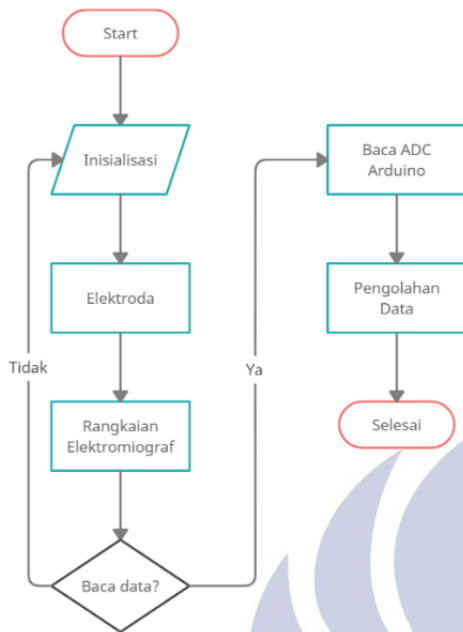 Start
Inisialisasi
Elektroda
Rangkaian
Elektromiograf
Baca data?
Tidak
Ya
Baca ADC
Arduino
Pengolahan
Data
Selesai